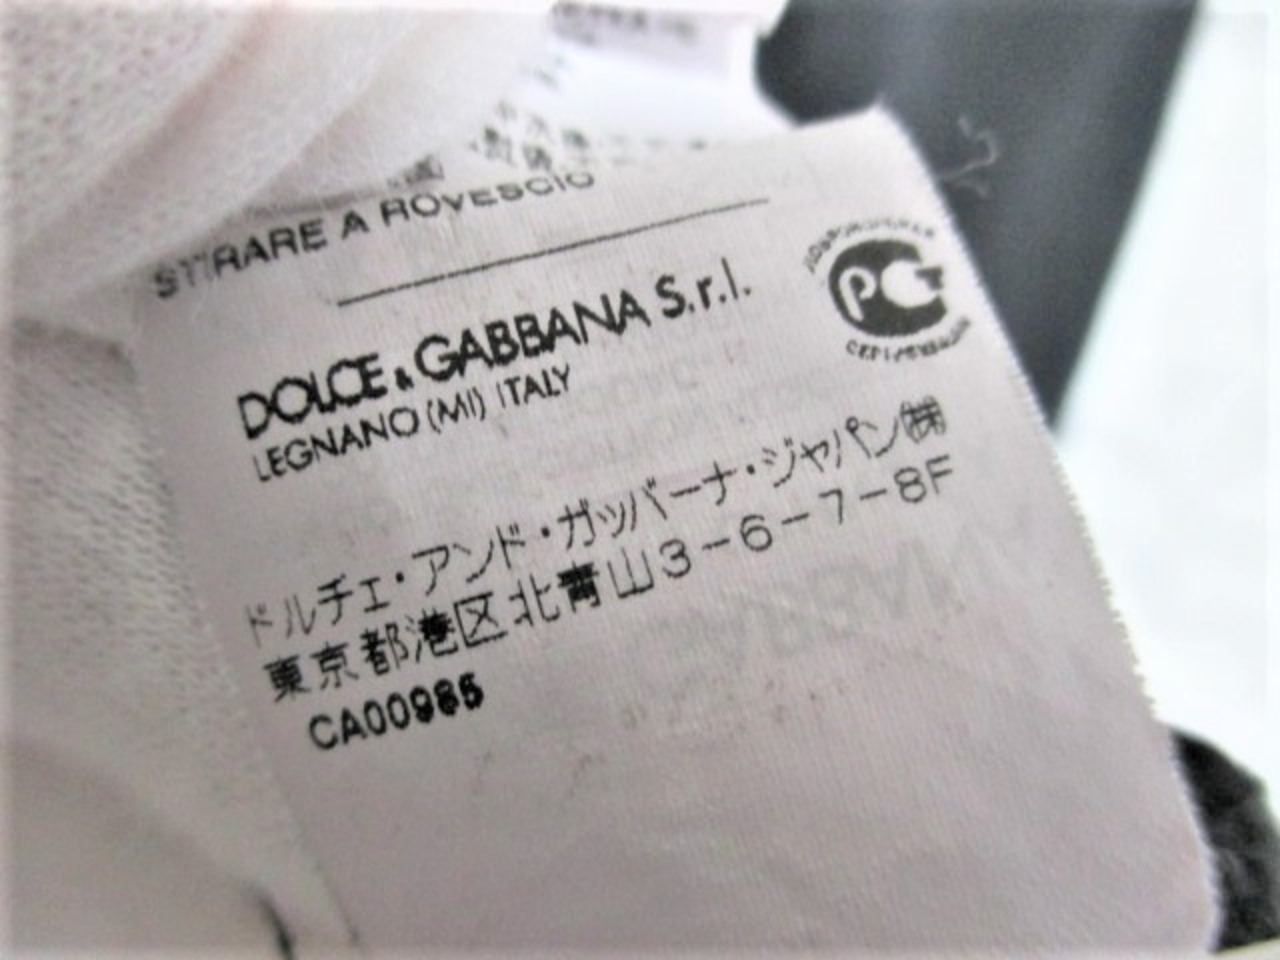 STIRARE A ROVESCIO
DOLCE & GABBANA S.r.l.
LEGNANO (MI) ITALY
ドルチェ・アンド・ガッバーナ・ジャパン㈱
東京都港区北青山3-6-7-8F
CA00985